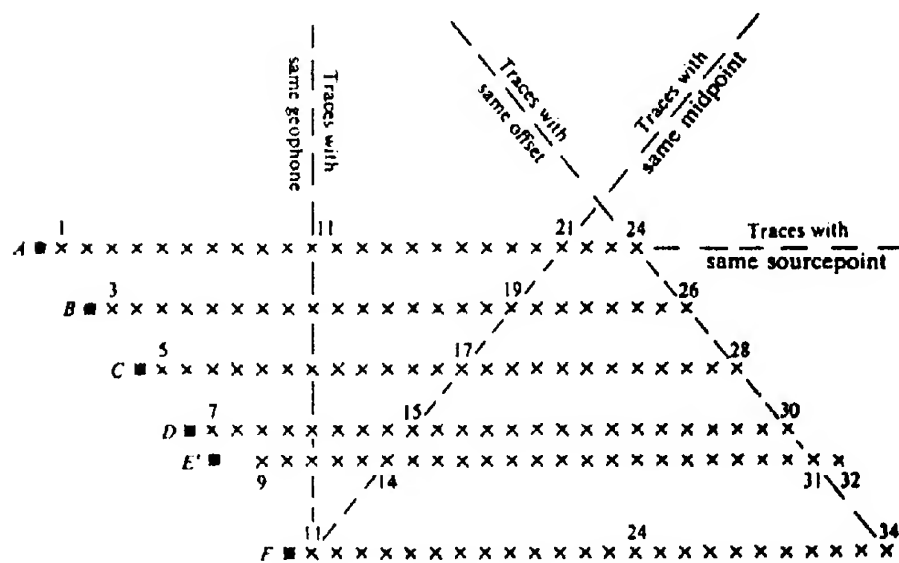 Traces with
same geophone
Traces with
same offset
Traces with
same midpoint
1 11 21 24
A
Traces with
same sourcepoint
3 19 26
B
5 17 28
C
7 15 30
D
E'
9 14 31 32
11 24 34
F